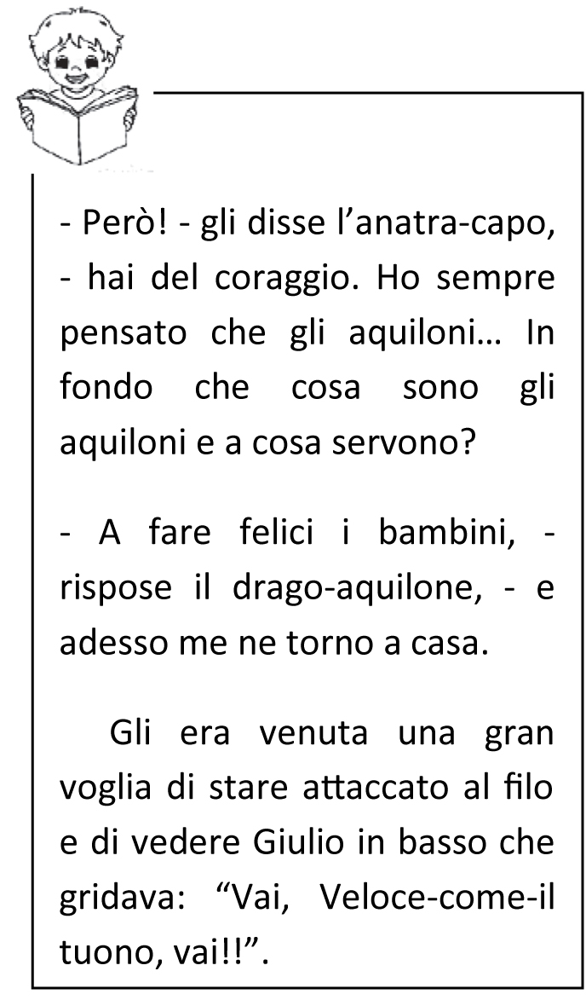 - Però! - gli disse l’anatra-capo,
- hai del coraggio. Ho sempre
pensato che gli aquiloni... In
fondo che cosa sono gli
aquiloni e a cosa servono?
- A fare felici i bambini, -
rispose il drago-aquilone, - e
adesso me ne torno a casa.
Gli era venuta una gran
voglia di stare attaccato al filo
e di vedere Giulio in basso che
gridava: “Vai, Veloce-come-il
tuono, vai!!”.